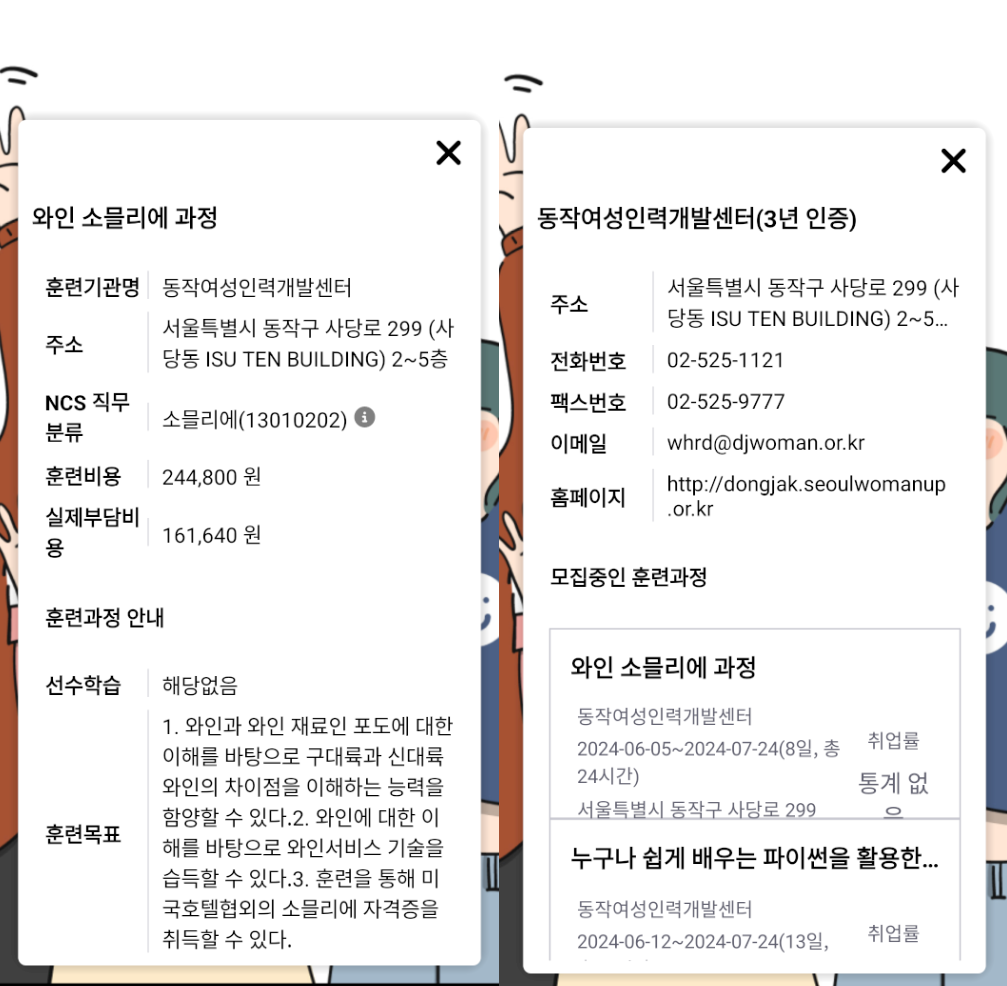 와인 소믈리에 과정
훈련기관명 동작여성인력개발센터
주소 서울특별시 동작구 사당로 299 (사
당동 ISU TEN BUILDING) 2~5층
NCS 직무
분류 소믈리에(13010202)
훈련비용 244,800 원
실제부담비
용 161,640 원
훈련과정 안내
선수학습 해당없음
훈련목표
1. 와인과 와인 재료인 포도에 대한
이해를 바탕으로 구대륙과 신대륙
와인의 차이점을 이해하는 능력을
함양할 수 있다.2. 와인에 대한 이
해를 바탕으로 와인서비스 기술을
습득할 수 있다.3. 훈련을 통해 미
국호텔협외의 소믈리에 자격증을
취득할 수 있다.
동작여성인력개발센터(3년 인증)
주소 서울특별시 동작구 사당로 299 (사
당동 ISU TEN BUILDING) 2~5...
전화번호 02-525-1121
팩스번호 02-525-9777
이메일 whrd@djwoman.or.kr
홈페이지 http://dongjak.seoulwomanup
.or.kr
모집중인 훈련과정
와인 소믈리에 과정
동작여성인력개발센터
2024-06-05~2024-07-24(8일, 총
24시간)
서울특별시 동작구 사당로 299
취업률
통계 없
음
누구나 쉽게 배우는 파이썬을 활용한...
동작여성인력개발센터
2024-06-12~2024-07-24(13일,
취업률